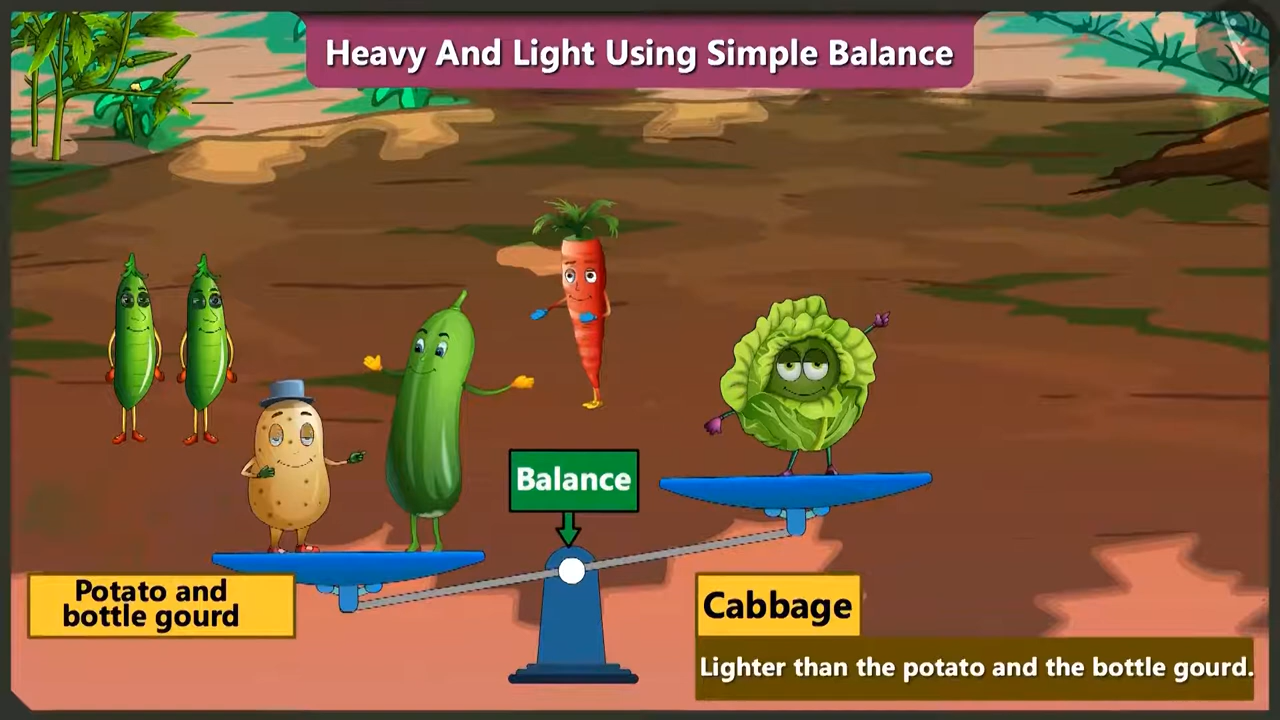 Heavy And Light Using Simple Balance
Balance
Potato and
bottle gourd
Cabbage
Lighter than the potato and the bottle gourd.